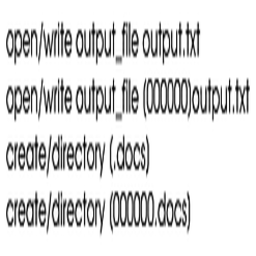 open/write output_file output.txt
open/write output_file (000000)output.txt
create/directory (.docs)
create/directory (000000.docs)